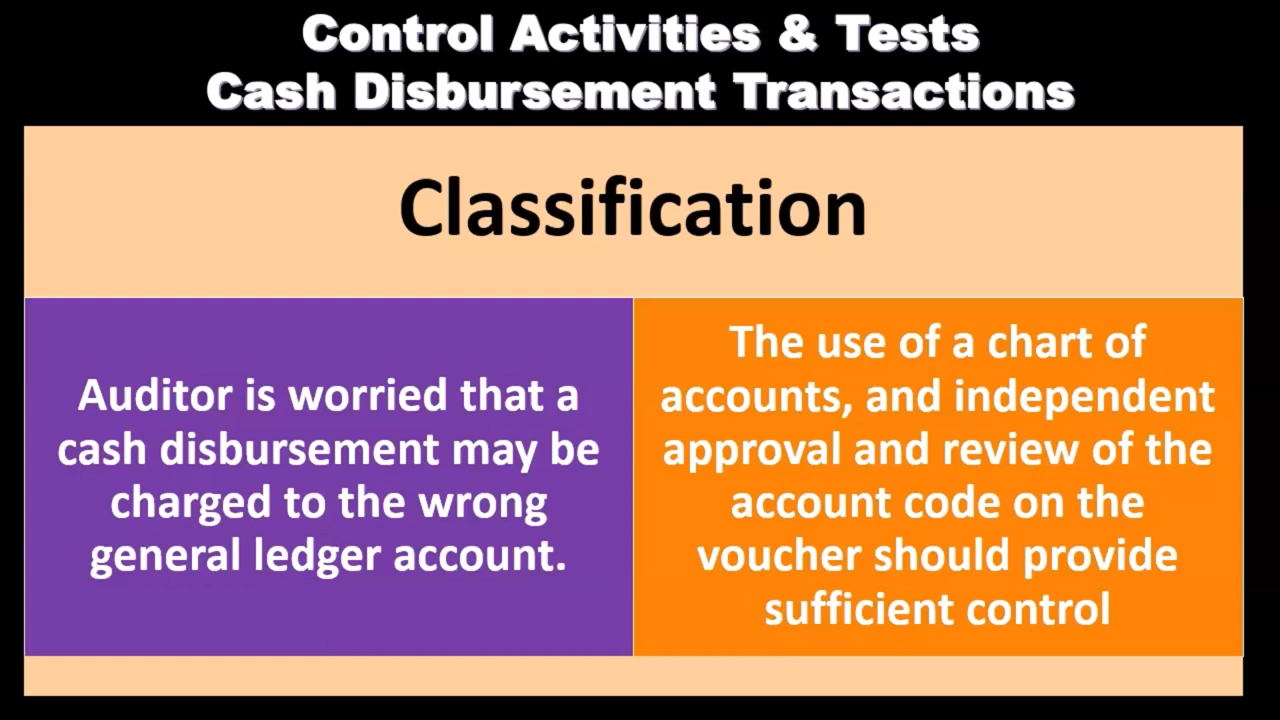 Control Activities & Tests
Cash Disbursement Transactions
Classification
Auditor is worried that a
cash disbursement may be
charged to the wrong
general ledger account.
The use of a chart of
accounts, and independent
approval and review of the
account code on the
voucher should provide
sufficient control